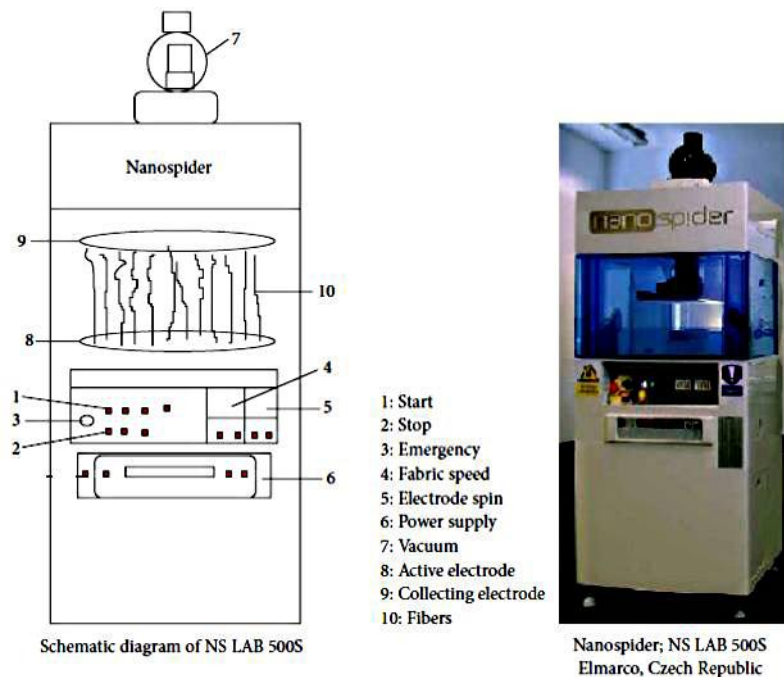 7
Nanospider
9
10
8
4
1
5
3
2
6
Schematic diagram of NS LAB 500S
1: Start
2: Stop
3: Emergency
4: Fabric speed
5: Electrode spin
6: Power supply
7: Vacuum
8: Active electrode
9: Collecting electrode
10: Fibers
nanospider
Nanospider; NS LAB 500S
Elmarco, Czech Republic